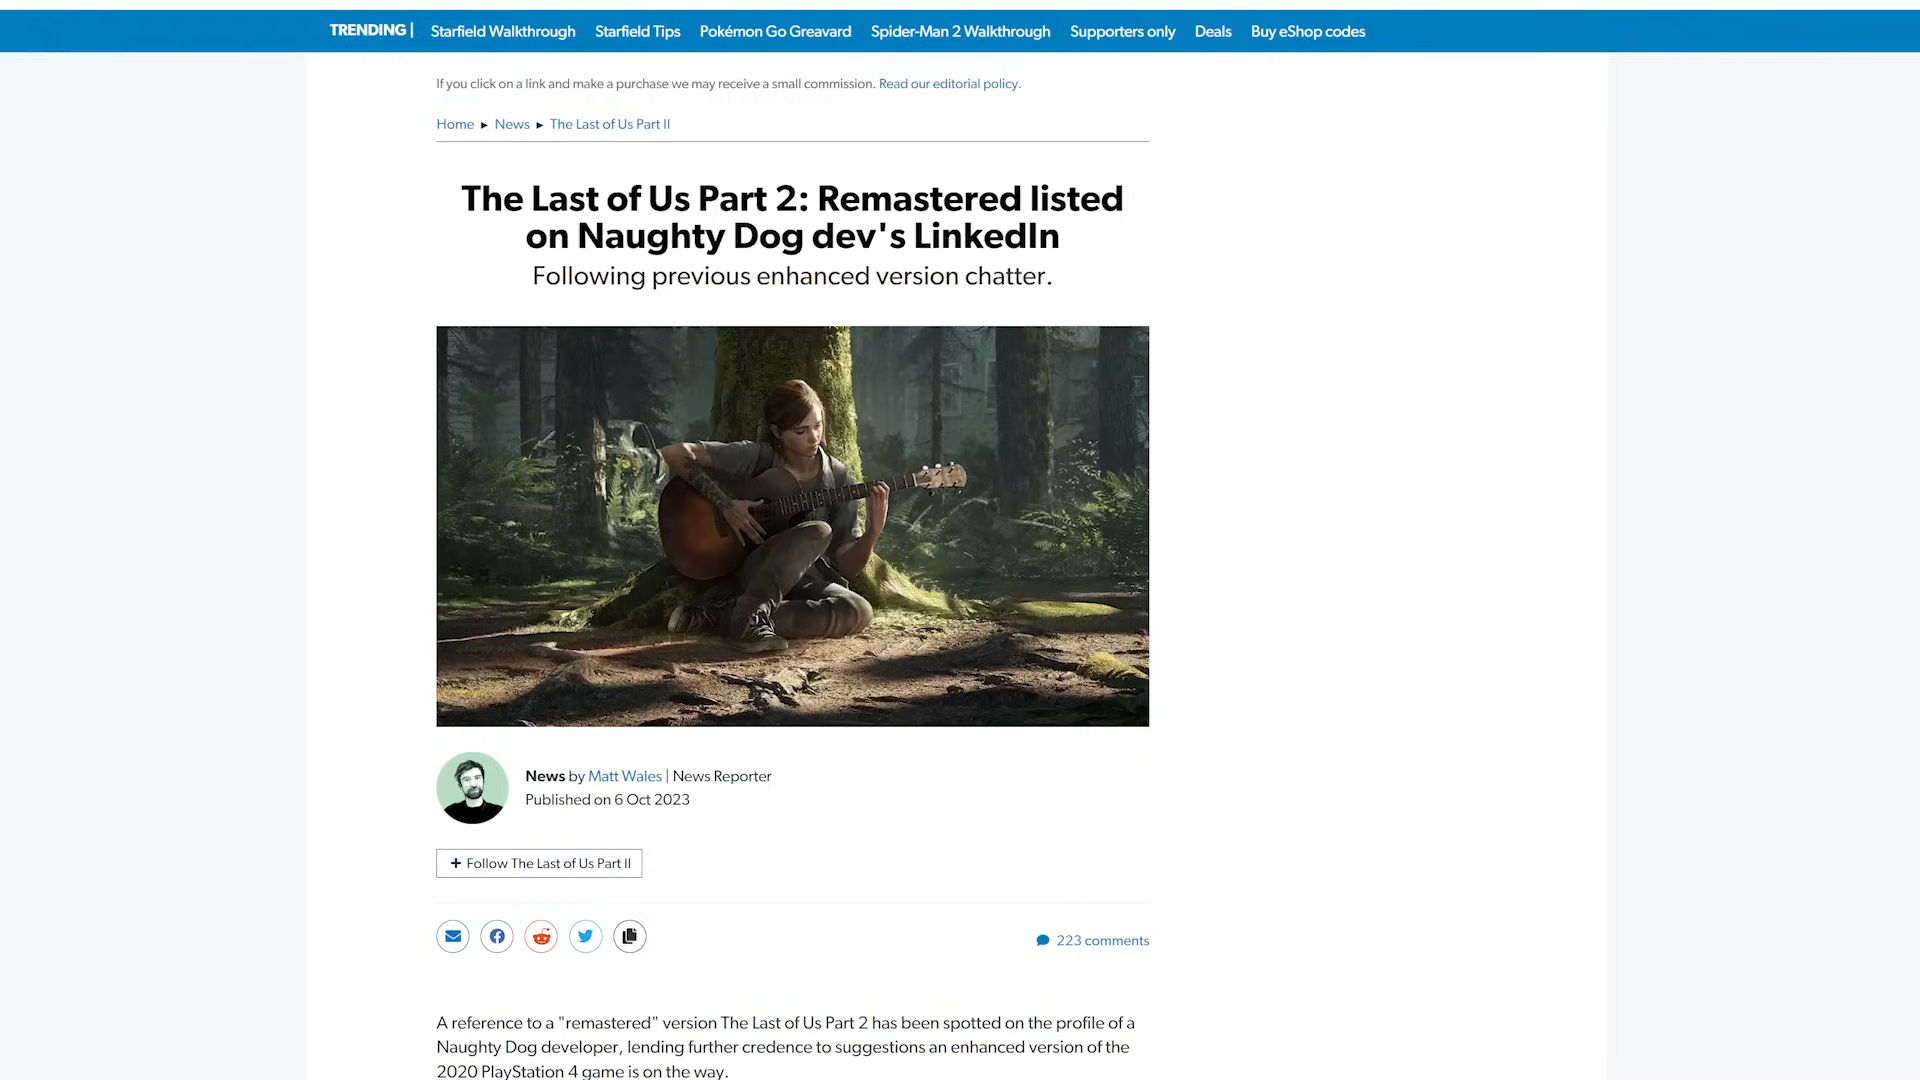 TRENDING | Starfield Walkthrough Starfield Tips Pokémon Go Greavard Spider-Man 2 Walkthrough Supporters only Deals Buy eShop codes
If you click on a link and make a purchase we may receive a small commission. Read our editorial policy.
Home ▸ News ▸ The Last of Us Part II
The Last of Us Part 2: Remastered listed
on Naughty Dog dev's LinkedIn
Following previous enhanced version chatter.
News by Matt Wales | News Reporter
Published on 6 Oct 2023
+ Follow The Last of Us Part II
223 comments
A reference to a "remastered" version The Last of Us Part 2 has been spotted on the profile of a
Naughty Dog developer, lending further credence to suggestions an enhanced version of the
2020 PlayStation 4 game is on the way.